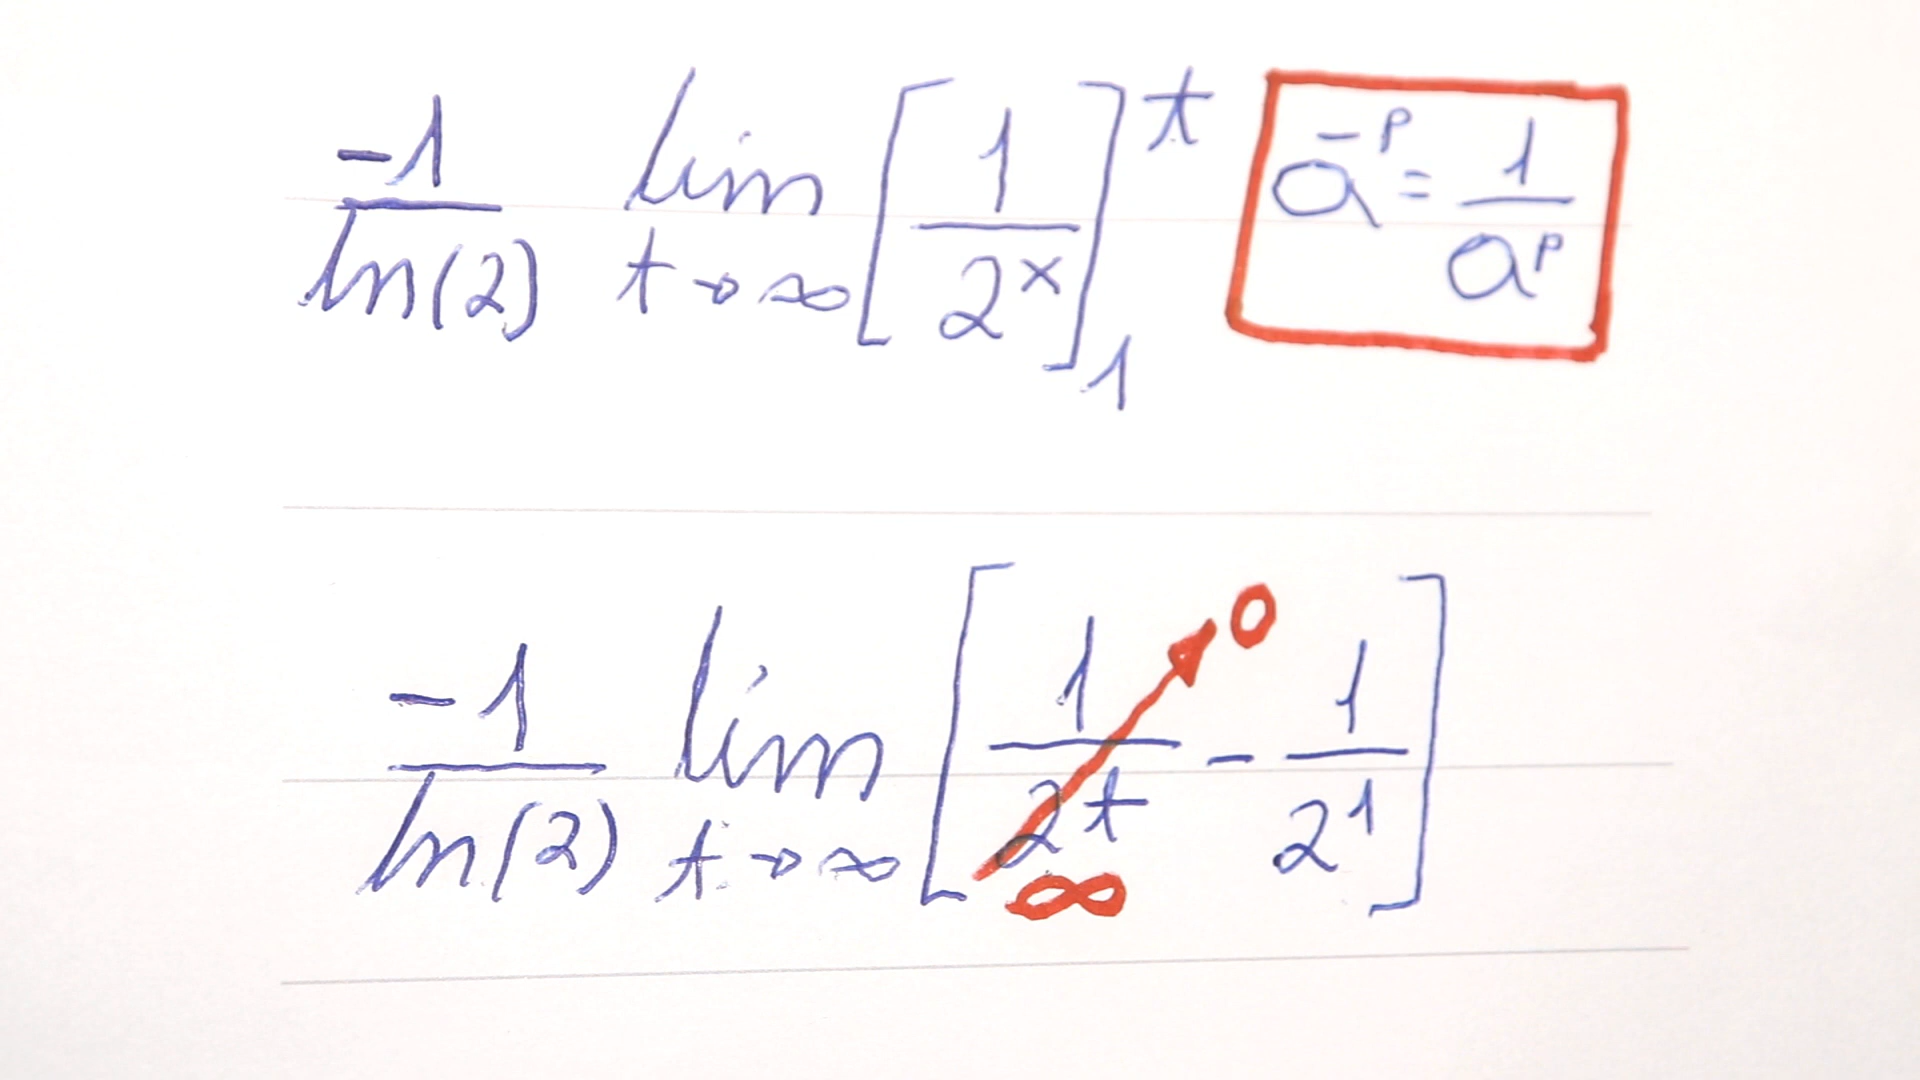 -1/ln(2) lim t→∞ [1/2^x]_1^t a^-p = 1/a^p
-1/ln(2) lim t→∞ [1/2^t - 1/2^1] 0 ∞